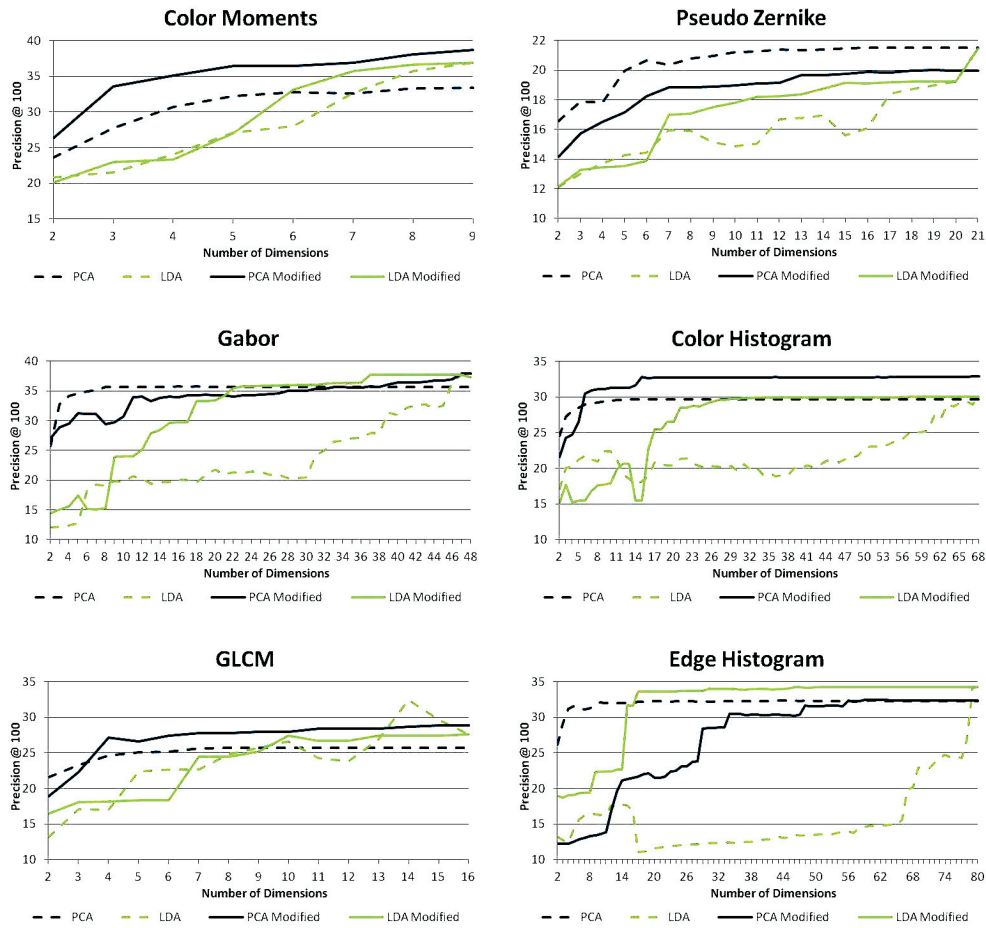 Color Moments
Precision @ 100
40
35
30
25
20
15
2 3 4 5 6 7 8 9
Number of Dimensions
PCA LDA PCA Modified LDA Modified
Pseudo Zernike
Precision @ 100
22
20
18
16
14
12
10
2 3 4 5 6 7 8 9 10 11 12 13 14 15 16 17 18 19 20 21
Number of Dimensions
PCA LDA PCA Modified LDA Modified
Gabor
Precision @ 100
40
35
30
25
20
15
10
2 4 6 8 10 12 14 16 18 20 22 24 26 28 30 32 34 36 38 40 42 44 46 48
Number of Dimensions
PCA LDA PCA Modified LDA Modified
Color Histogram
Precision @ 100
35
30
25
20
15
10
2 5 8 11 14 17 20 23 26 29 32 35 38 41 44 47 50 53 56 59 62 65 68
Number of Dimensions
PCA LDA PCA Modified LDA Modified
GLCM
Precision @ 100
35
30
25
20
15
10
2 3 4 5 6 7 8 9 10 11 12 13 14 15 16
Number of Dimensions
PCA LDA PCA Modified LDA Modified
Edge Histogram
Precision @ 100
35
30
25
20
15
10
2 8 14 20 26 32 38 44 50 56 62 68 74 80
Number of Dimensions
PCA LDA PCA Modified LDA Modified